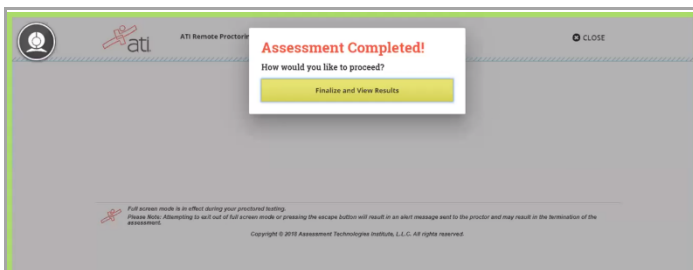 ati
ATI Remote Proctorin
CLOSE
Assessment Completed!
How would you like to proceed?
Finalize and View Results
Full screen mode is in effect during your proctored testing.
Please Note: Attempting to exit out of full screen mode or pressing the escape button will result in an alert message sent to the proctor and may result in the termination of the
assessment.
Copyright © 2018 Assessment Technologies Institute, L.L.C. All rights reserved.